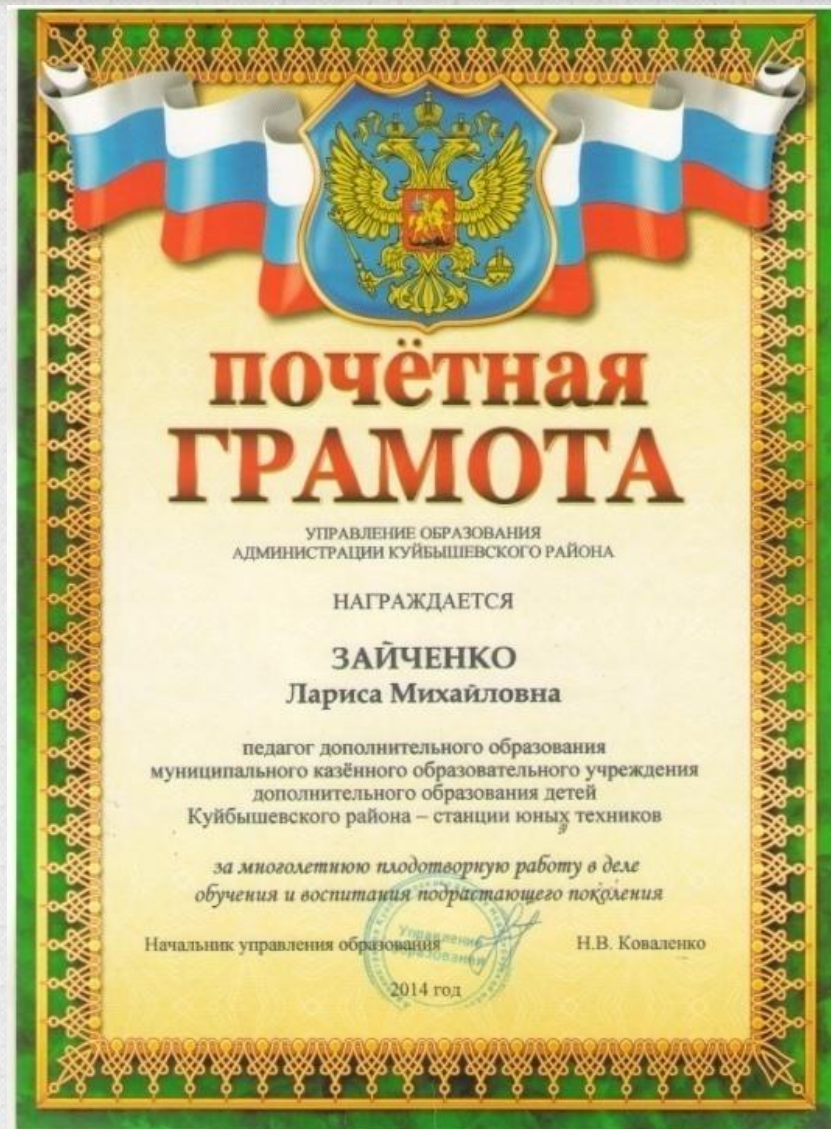 почётная
ГРАМОТА
УПРАВЛЕНИЕ ОБРАЗОВАНИЯ
АДМИНИСТРАЦИИ КУЙБЫШЕВСКОГО РАЙОНА
НАГРАЖДАЕТСЯ
ЗАЙЧЕНКО
Лариса Михайловна
педагог дополнительного образования
муниципального казённого образовательного учреждения
дополнительного образования детей
Куйбышевского района – станции юных техников
за многолетнюю плодотворную работу в деле
обучения и воспитания подрастающего поколения
Начальник управления образования Н.В. Коваленко
Управление
образования
2014 год